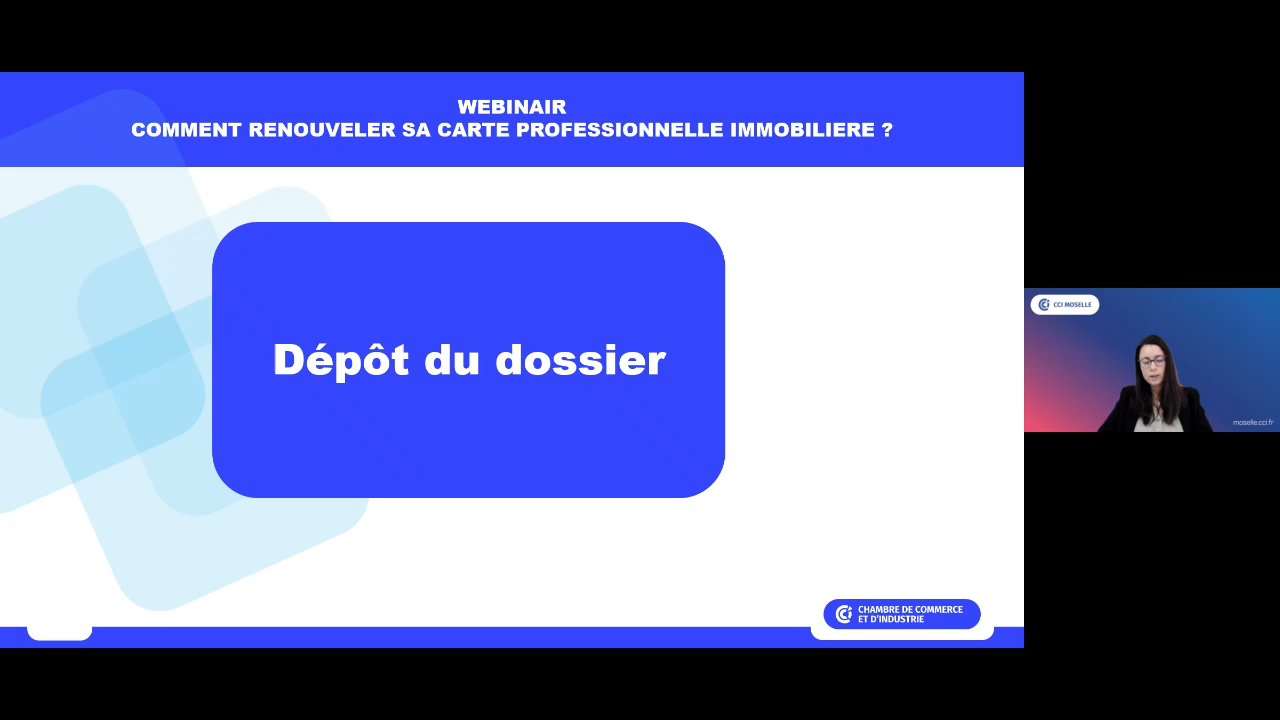 WEBINAIR
COMMENT RENOUVELER SA CARTE PROFESSIONNELLE IMMOBILIERE ?
Dépôt du dossier
CCI MOSELLE
moselle.cci.fr
CHAMBRE DE COMMERCE
ET D'INDUSTRIE